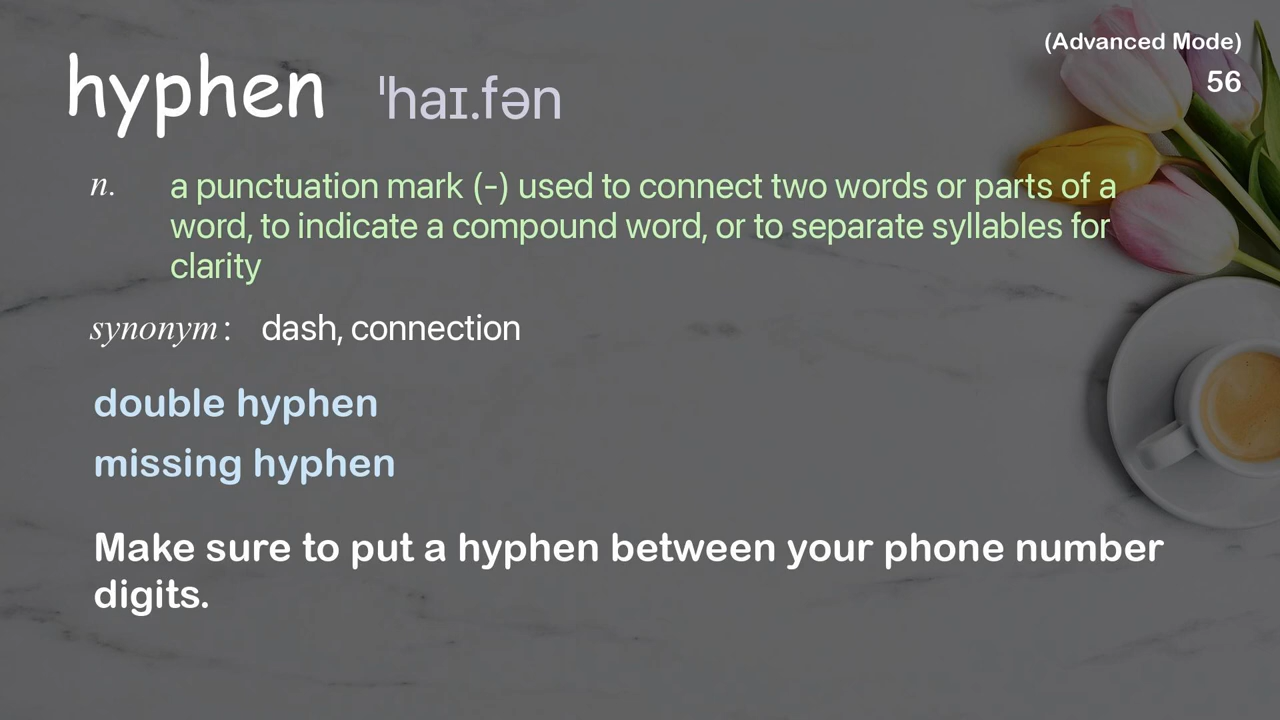 (Advanced Mode)
hyphen ˈhaɪ.fən
56
n. a punctuation mark (-) used to connect two words or parts of a
word, to indicate a compound word, or to separate syllables for
clarity
synonym: dash, connection
double hyphen
missing hyphen
Make sure to put a hyphen between your phone number
digits.